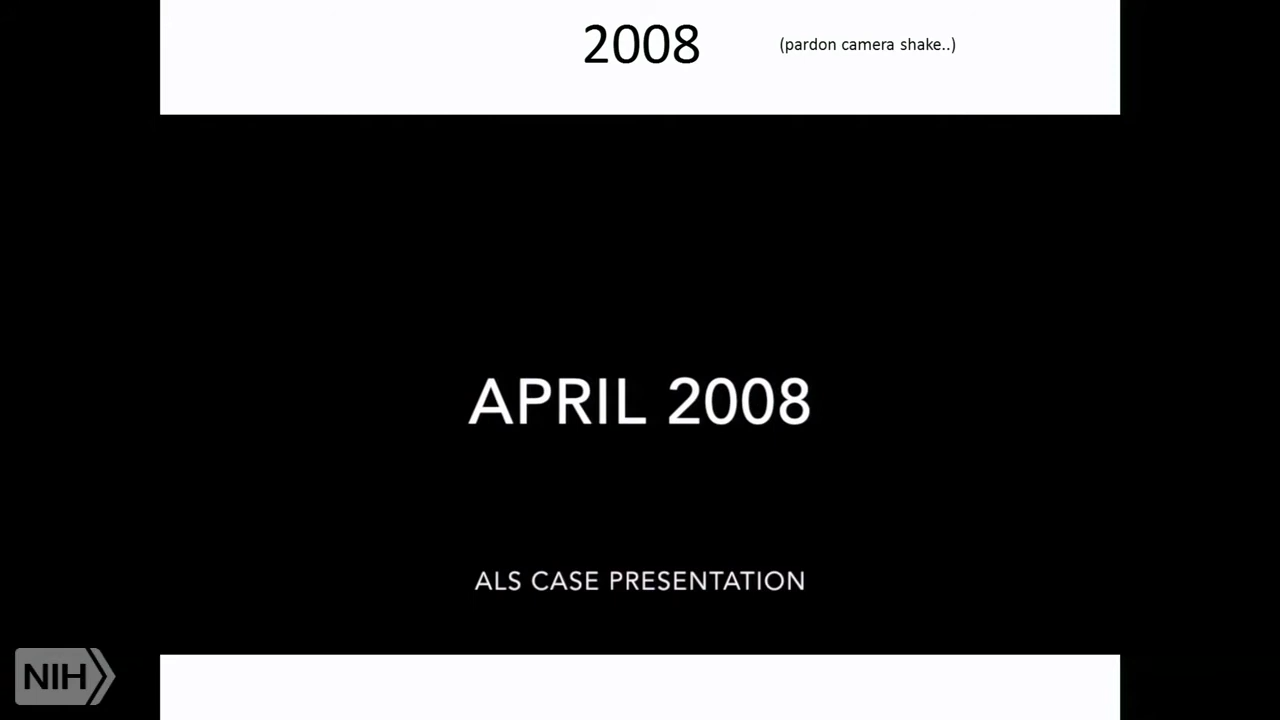 2008 (pardon camera shake..)
APRIL 2008
ALS CASE PRESENTATION
NIH